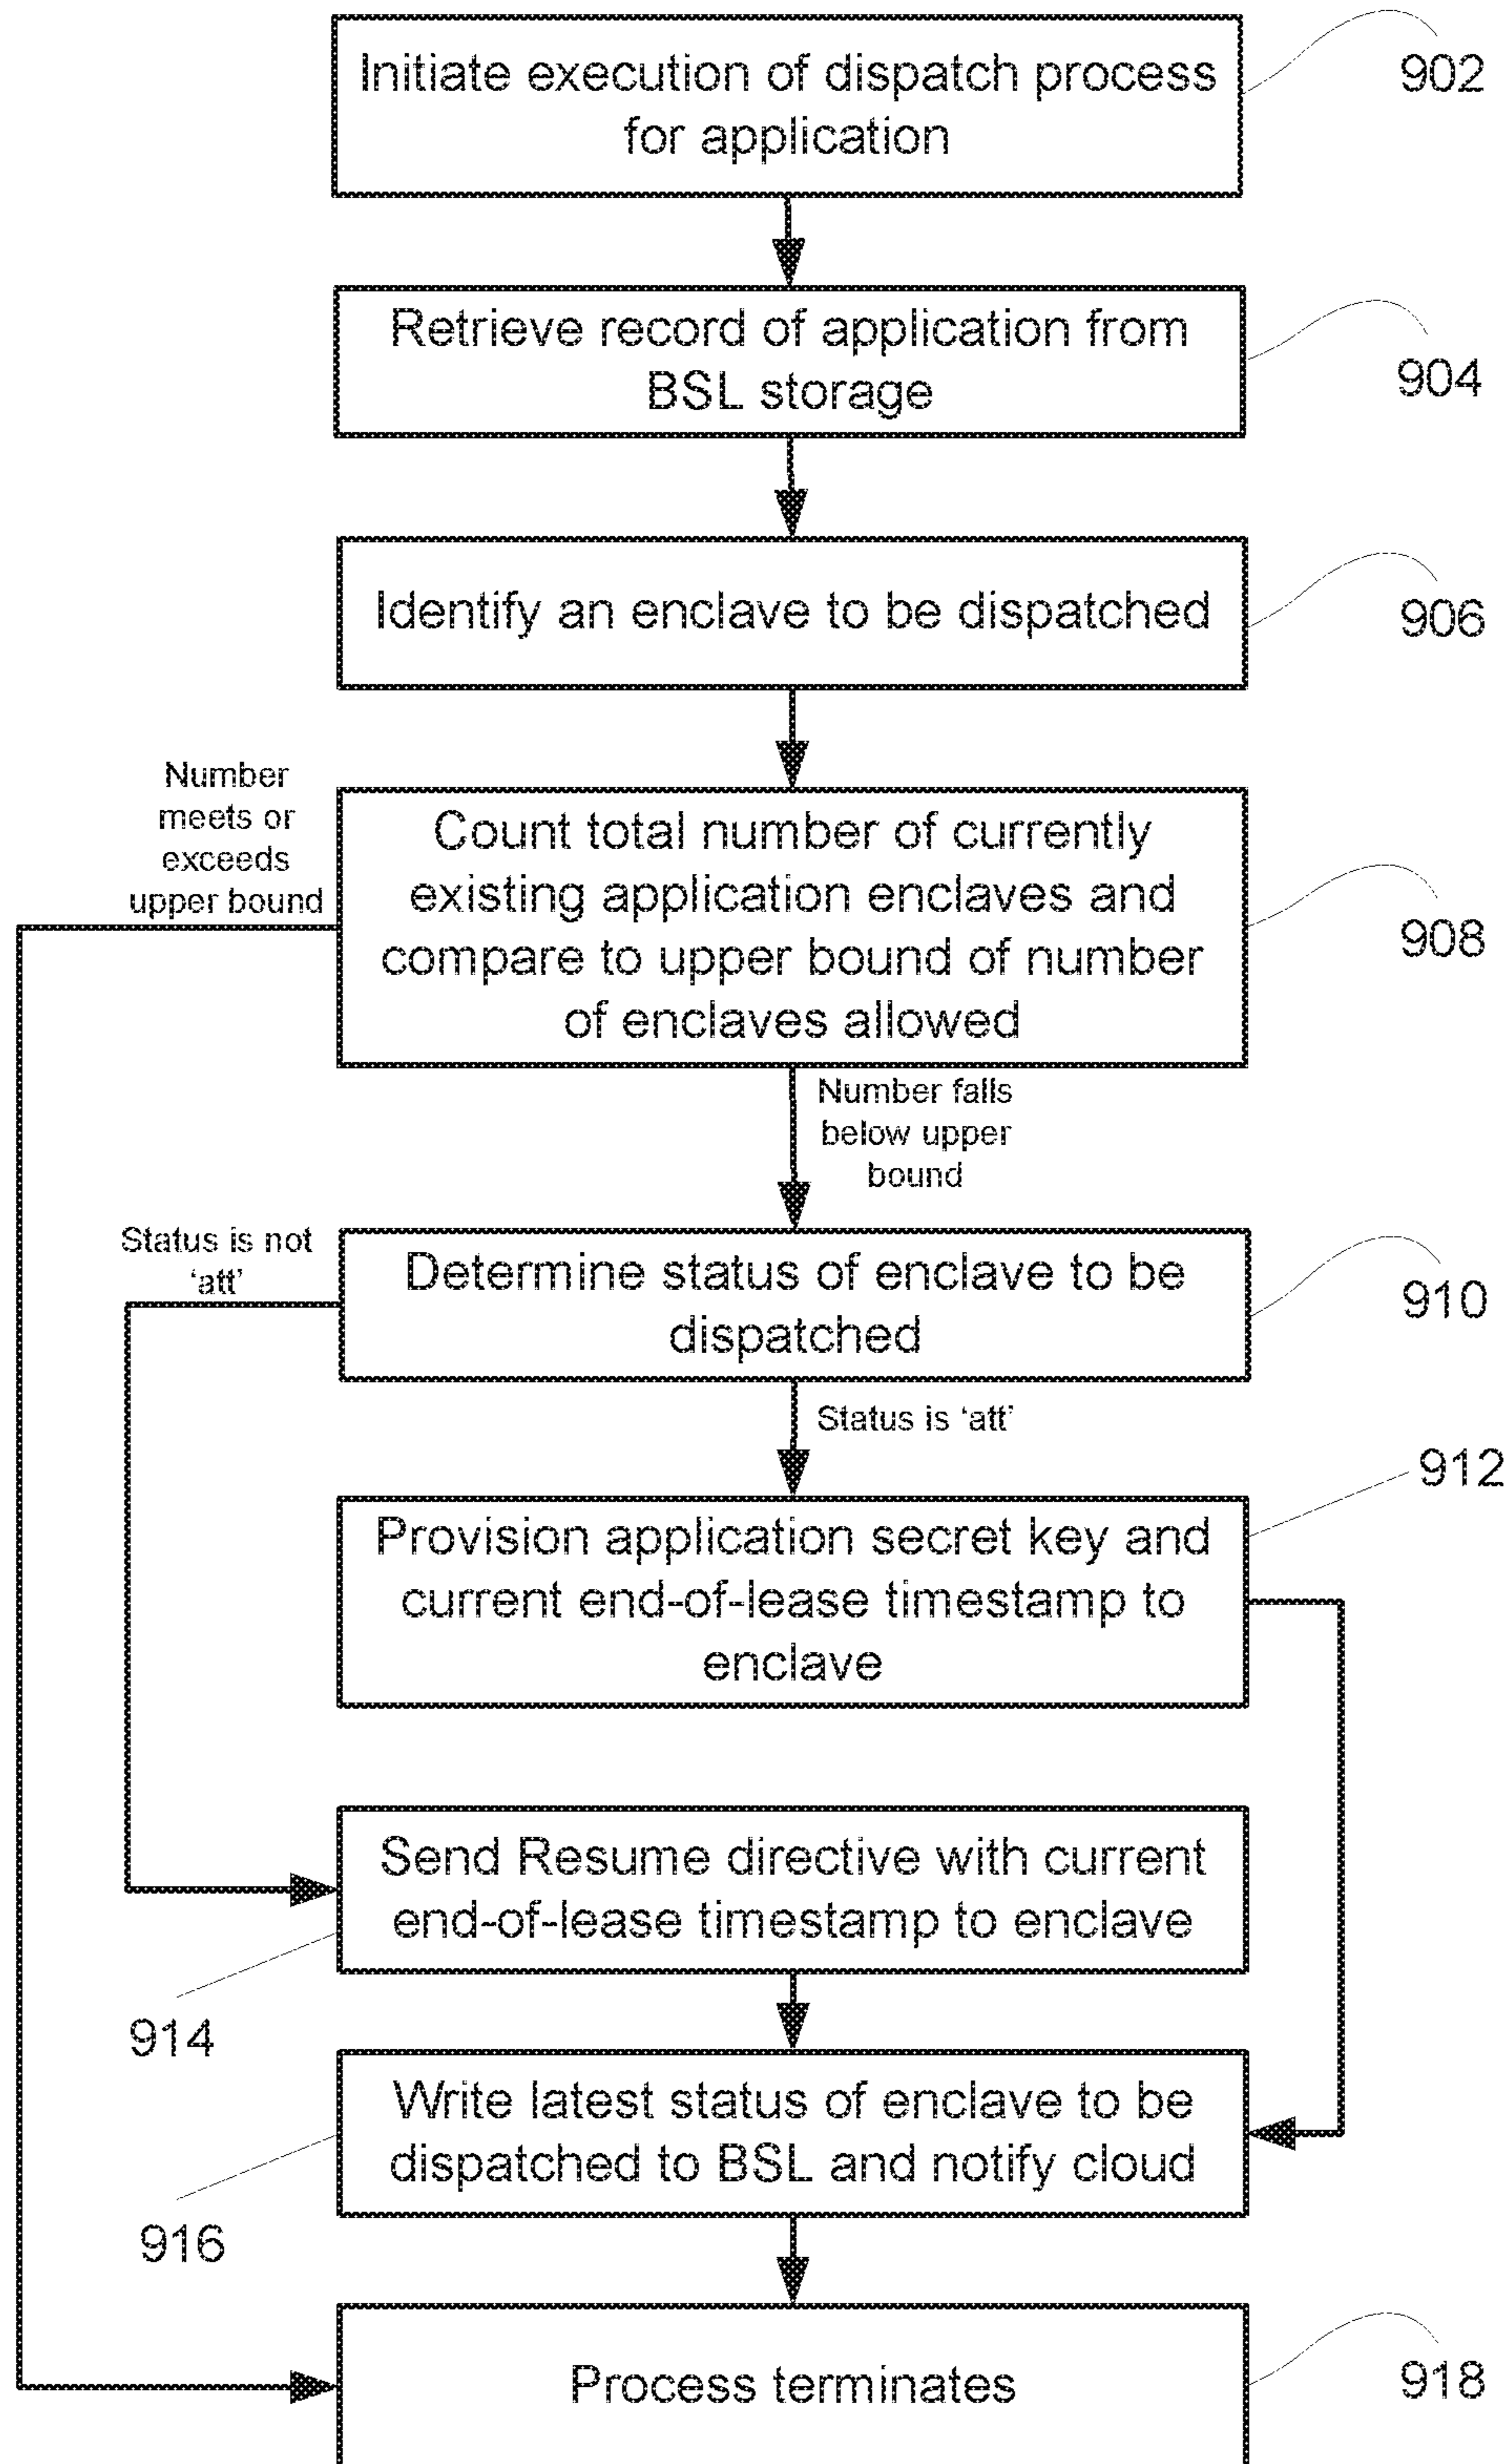 Initiate execution of dispatch process
for application
902
Retrieve record of application from
BSL storage
904
Identify an enclave to be dispatched
906
Number
meets or
exceeds
upper bound
Count total number of currently
existing application enclaves and
compare to upper bound of number
of enclaves allowed
908
Number falls
below upper
bound
Status is not
‘att’
Determine status of enclave to be
dispatched
910
Status is ‘att’
912
Provision application secret key and
current end-of-lease timestamp to
enclave
Send Resume directive with current
end-of-lease timestamp to enclave
914
Write latest status of enclave to be
dispatched to BSL and notify cloud
916
Process terminates
918